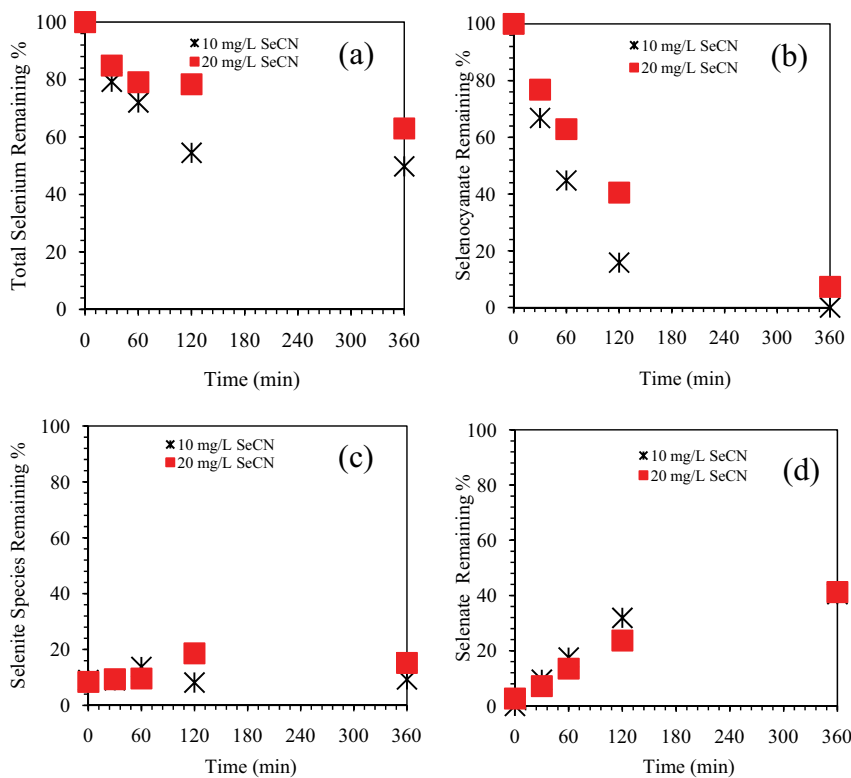 100
80
60
40
20
0
Total Selenium Remaining %
10 mg/L SeCN
20 mg/L SeCN
(a)
0 60 120 180 240 300 360
Time (min)
100
80
60
40
20
0
Selenocyanate Remaining %
10 mg/L SeCN
20 mg/L SeCN
(b)
0 60 120 180 240 300 360
Time (min)
100
80
60
40
20
0
Selenite Species Remaining %
10 mg/L SeCN
20 mg/L SeCN
(c)
0 60 120 180 240 300 360
Time (min)
100
80
60
40
20
0
Selenate Remaining %
10 mg/L SeCN
20 mg/L SeCN
(d)
0 60 120 180 240 300 360
Time (min)